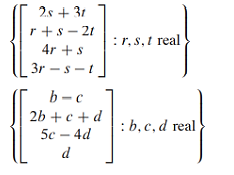 2s + 3t
r + s − 2t
4r + s
3r − s − t
: r, s, t real
b − c
2b + c + d
5c − 4d
d
: b, c, d real